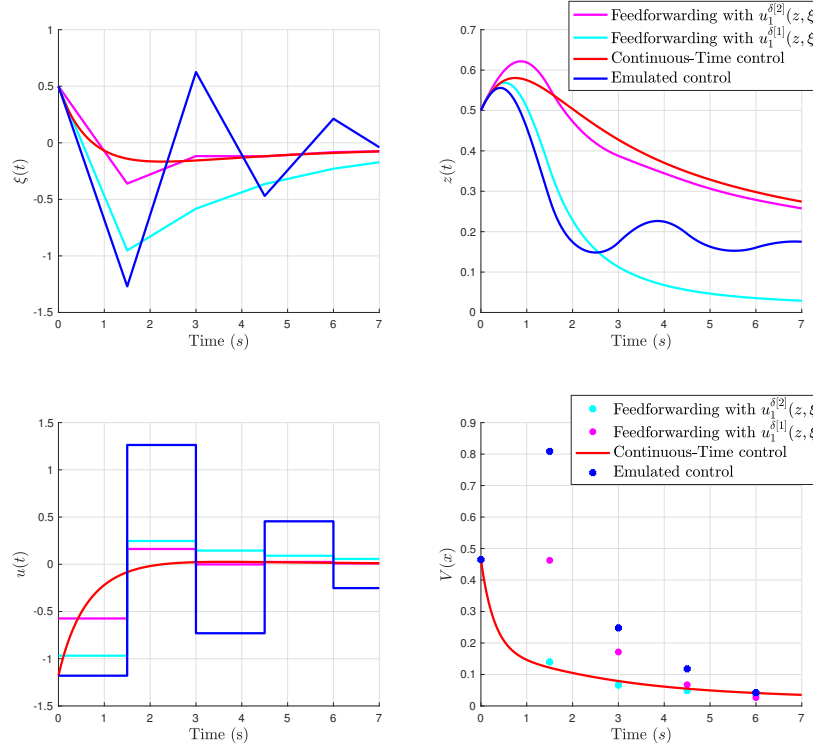 1
0.5
0
-0.5
-1
-1.5
ξ(t)
0 1 2 3 4 5 6 7
Time (s)
Feedforwarding with u₁^{δ[2]}(z, ξ
Feedforwarding with u₁^{δ[1]}(z, ξ
Continuous-Time control
Emulated control
0.7
0.6
0.5
0.4
0.3
0.2
0.1
0
z(t)
0 1 2 3 4 5 6 7
Time (s)
1.5
1
0.5
0
-0.5
-1
-1.5
u(t)
0 1 2 3 4 5 6 7
Time (s)
Feedforwarding with u₁^{δ[2]}(z, ξ
Feedforwarding with u₁^{δ[1]}(z, ξ
Continuous-Time control
Emulated control
0.9
0.8
0.7
0.6
0.5
0.4
0.3
0.2
0.1
0
V(x)
0 1 2 3 4 5 6 7
Time (s)